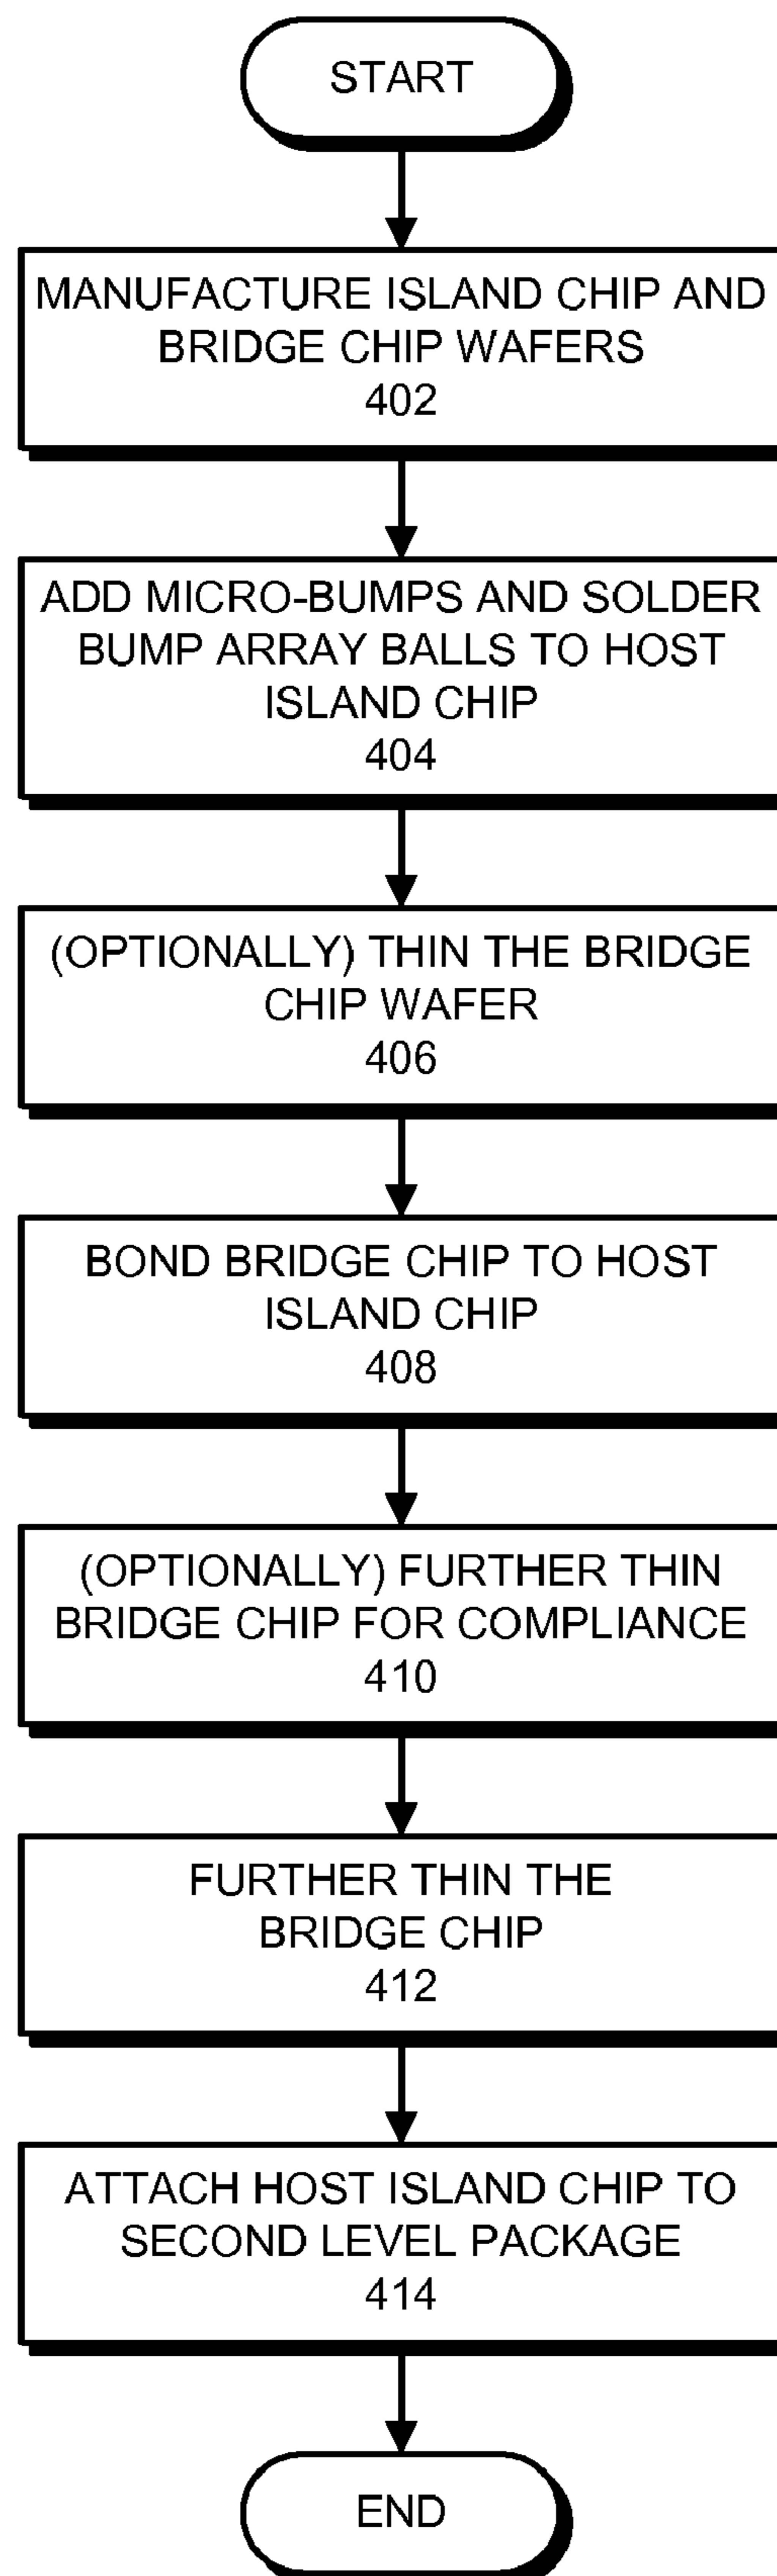 START
MANUFACTURE ISLAND CHIP AND
BRIDGE CHIP WAFERS
402
ADD MICRO-BUMPS AND SOLDER
BUMP ARRAY BALLS TO HOST
ISLAND CHIP
404
(OPTIONALLY) THIN THE BRIDGE
CHIP WAFER
406
BOND BRIDGE CHIP TO HOST
ISLAND CHIP
408
(OPTIONALLY) FURTHER THIN
BRIDGE CHIP FOR COMPLIANCE
410
FURTHER THIN THE
BRIDGE CHIP
412
ATTACH HOST ISLAND CHIP TO
SECOND LEVEL PACKAGE
414
END